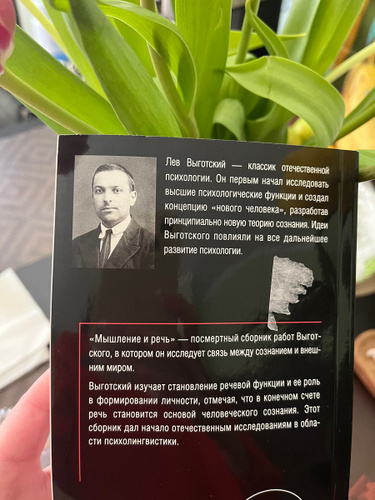 Лев Выготский — классик отечественной
психологии. Он первым начал исследовать
высшие психологические функции и создал
концепцию «нового человека», разработав
принципиально новую теорию сознания. Идеи
Выготского повлияли на все дальнейшее
развитие психологии.
«Мышление и речь» — посмертный сборник работ Выгот-
ского, в котором он исследует связь между сознанием и внеш-
ним миром.
Выготский изучает становление речевой функции и ее роль
в формировании личности, отмечая, что в конечном счете
речь становится основой человеческого сознания. Этот
сборник дал начало отечественным исследованиям в обла-
сти психолингвистики.